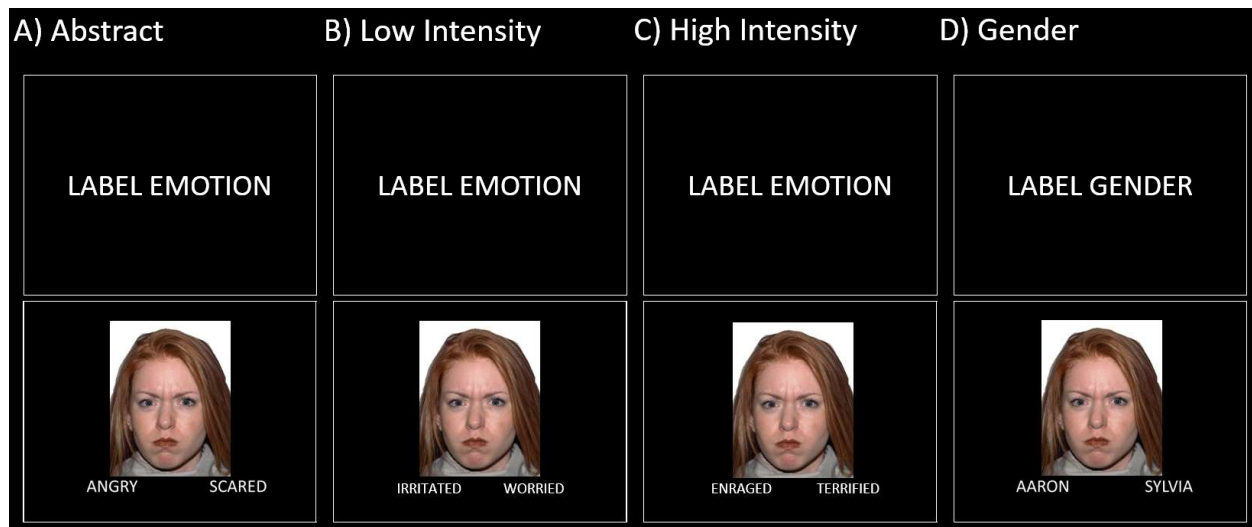 A) Abstract
B) Low Intensity
C) High Intensity
D) Gender
LABEL EMOTION
LABEL EMOTION
LABEL EMOTION
LABEL GENDER
ANGRY SCARED
IRRITATED WORRIED
ENRAGED TERRIFIED
AARON SYLVIA